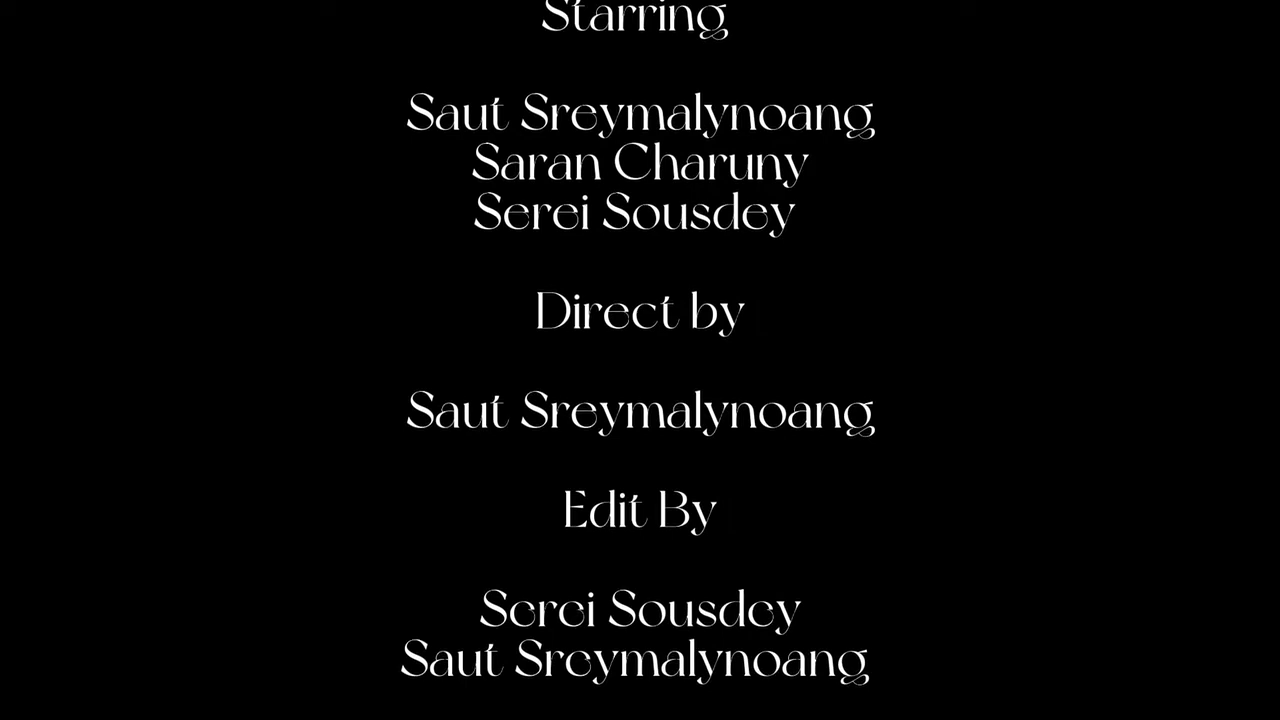 Starring
Saut Sreymalynoang
Saran Charuny
Serei Sousdey
Direct by
Saut Sreymalynoang
Edit By
Serei Sousdey
Saut Sreymalynoang